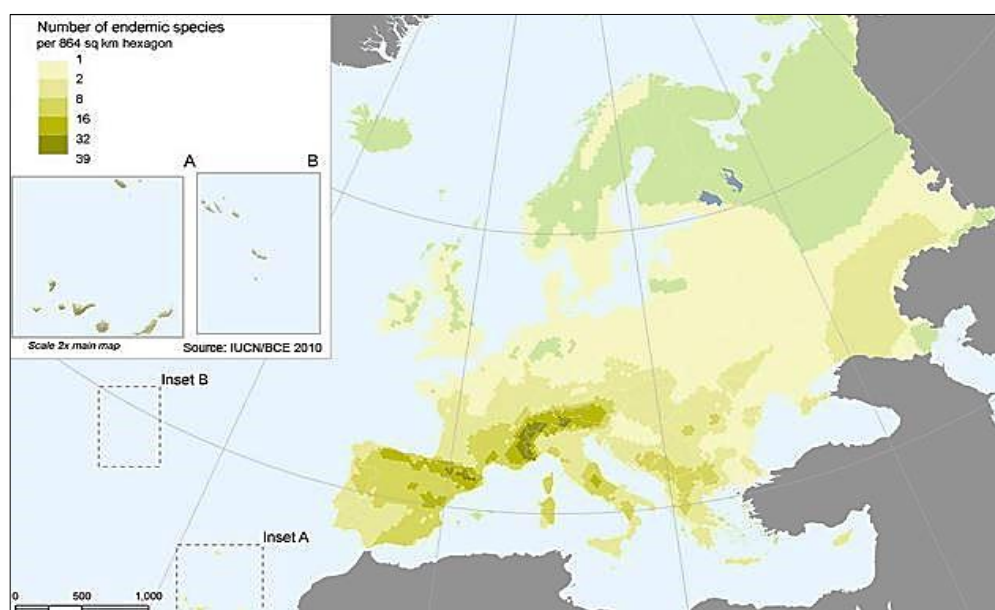 Number of endemic species
per 864 sq km hexagon
1
2
8
16
32
39
A
B
Scale 2x main map
Source: IUCN/BCE 2010
Inset B
Inset A
0 500 1,000